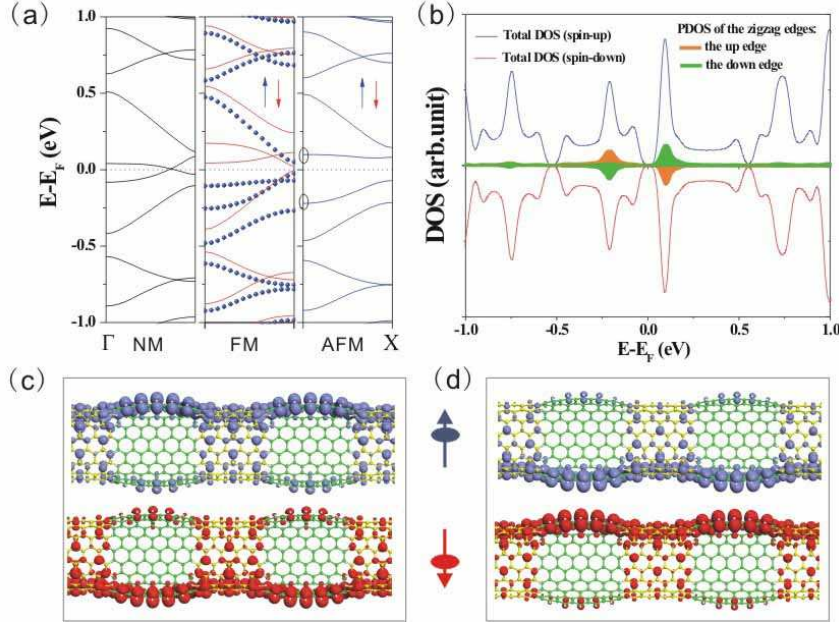 (a)
E-E_F (eV)
1.0
0.5
0.0
-0.5
-1.0
Γ NM FM AFM X
(b)
DOS (arb.unit)
Total DOS (spin-up)
Total DOS (spin-down)
PDOS of the zigzag edges:
the up edge
the down edge
-1.0 -0.5 0.0 0.5 1.0
E-E_F (eV)
(c)
(d)